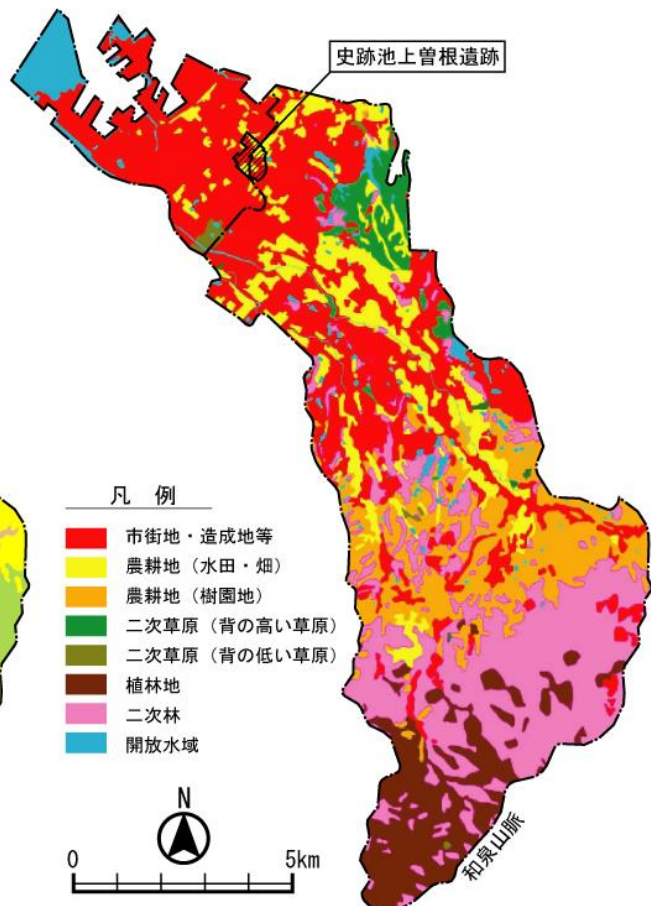 史跡池上曽根遺跡
凡 例
市街地・造成地等
農耕地（水田・畑）
農耕地（樹園地）
二次草原（背の高い草原）
二次草原（背の低い草原）
植林地
二次林
開放水域
N
0 5km
和泉山脈